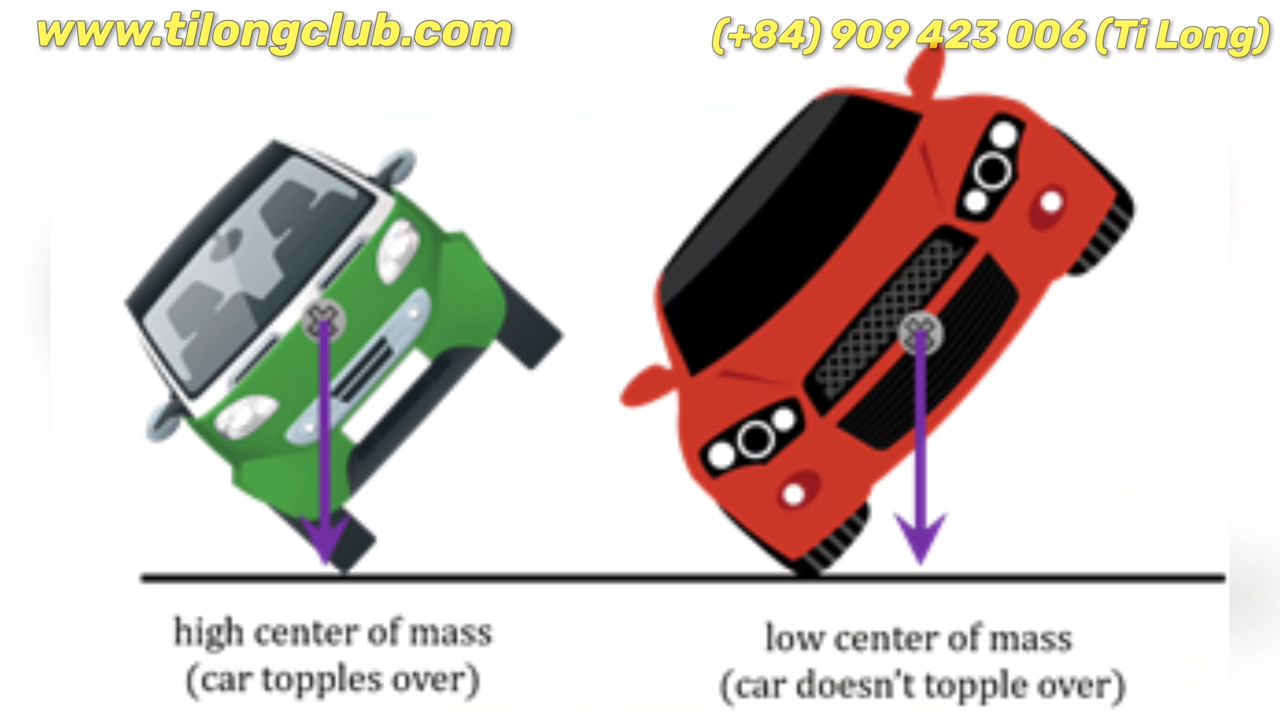 www.tilongclub.com
(+84) 909 423 006 (Ti Long)
high center of mass
(car topples over)
low center of mass
(car doesn't topple over)